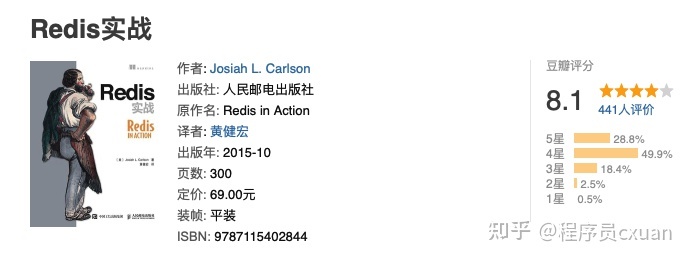 Redis实战
Redis
实战
Redis
IN ACTION
[美] Josiah L. Carlson 著
黄健宏 译
作者: Josiah L. Carlson
出版社: 人民邮电出版社
原作名: Redis in Action
译者: 黄健宏
出版年: 2015-10
页数: 300
定价: 69.00元
装帧: 平装
ISBN: 9787115402844
豆瓣评分
8.1
441人评价
5星 28.8%
4星 49.9%
3星 18.4%
2星 2.5%
1星 0.5%
知乎 @程序员cxuan